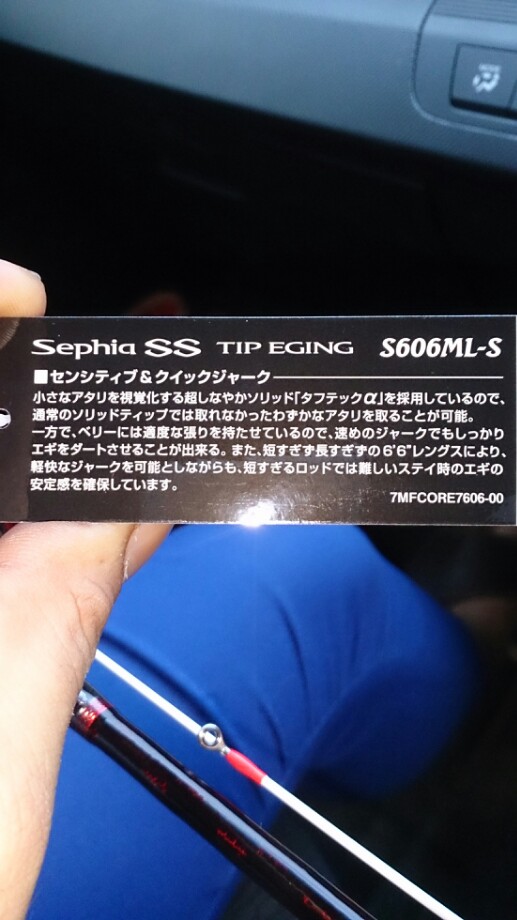 Sephia SS TIP EGING S606ML-S
■センシティブ&クイックジャーク
小さなアタリを視覚化する超しなやかソリッド「タフテックα」を採用しているので、
通常のソリッドティップでは取れなかったわずかなアタリを取ることが可能。
一方で、ベリーには適度な張りを持たせているので、速めのジャークでもしっかり
エギをダートさせることが出来る。また、短すぎず長すぎずの6'6"レングスにより、
軽快なジャークを可能としながらも、短すぎるロッドでは難しいステイ時のエギの
安定感を確保しています。
7MFCORE7606-00